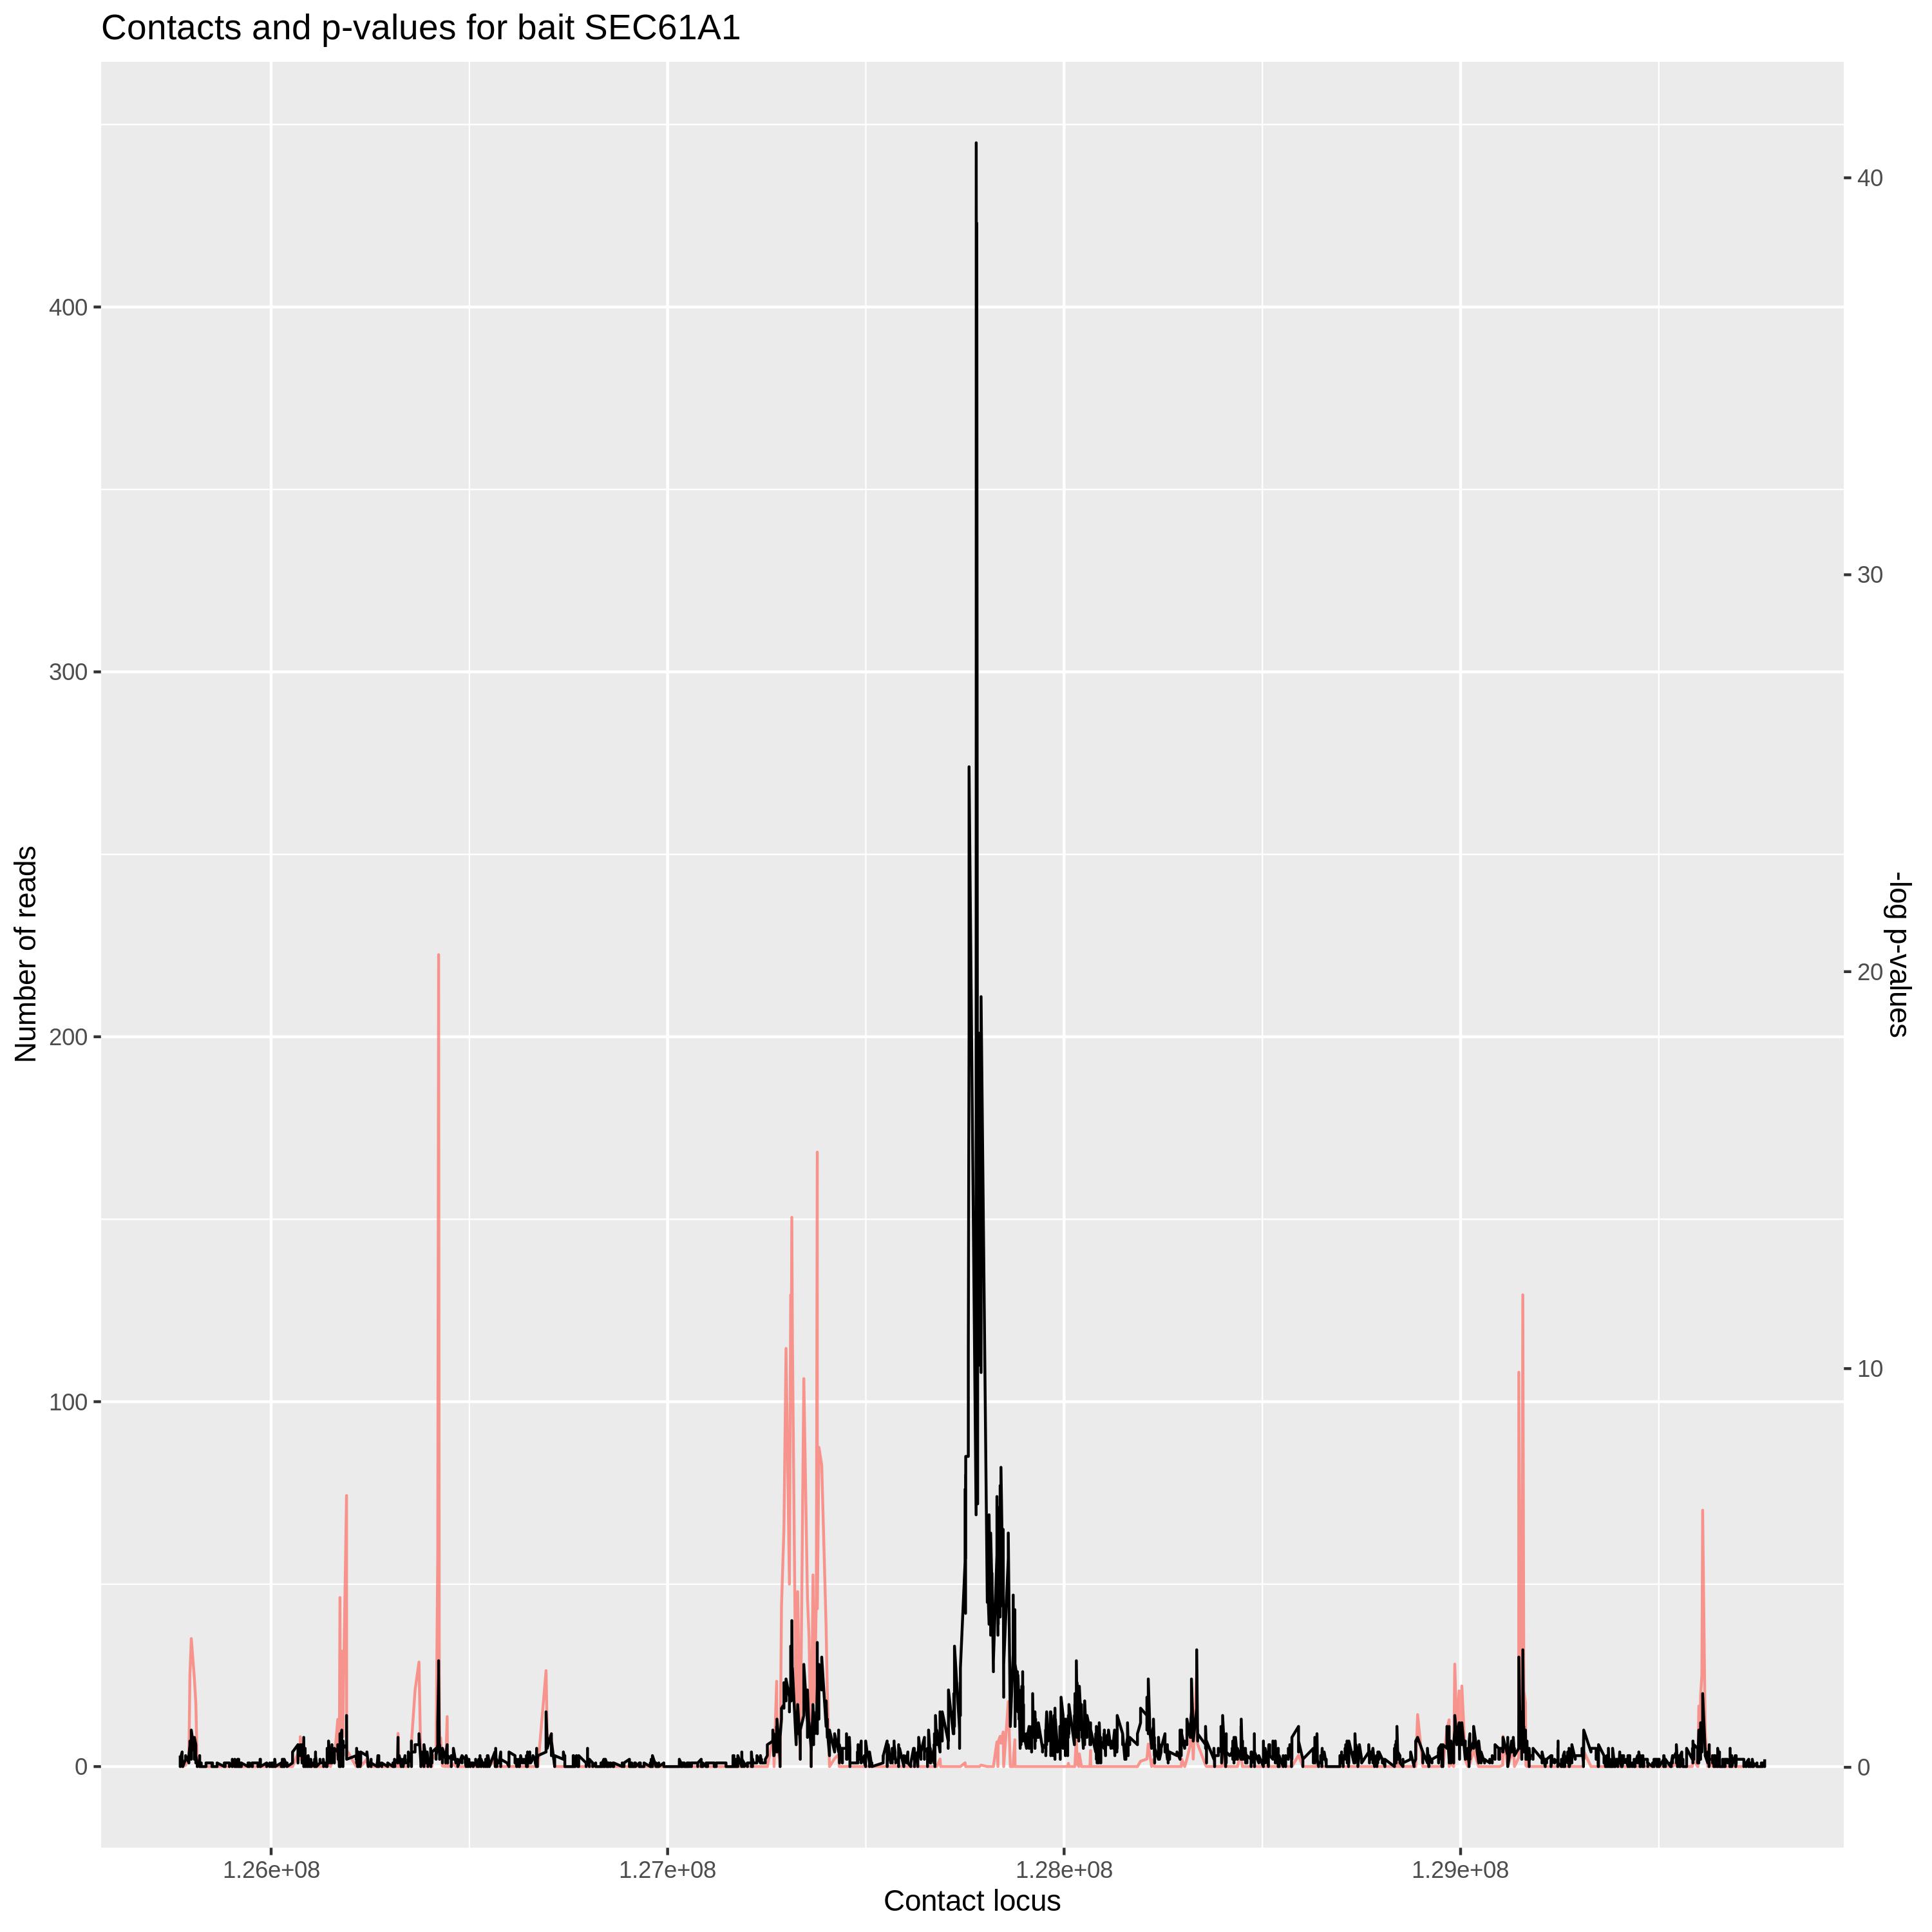 Contacts and p-values for bait SEC61A1
Number of reads
400
300
200
100
0
40
30
20
10
0
-log p-values
1.26e+08
1.27e+08
1.28e+08
1.29e+08
Contact locus